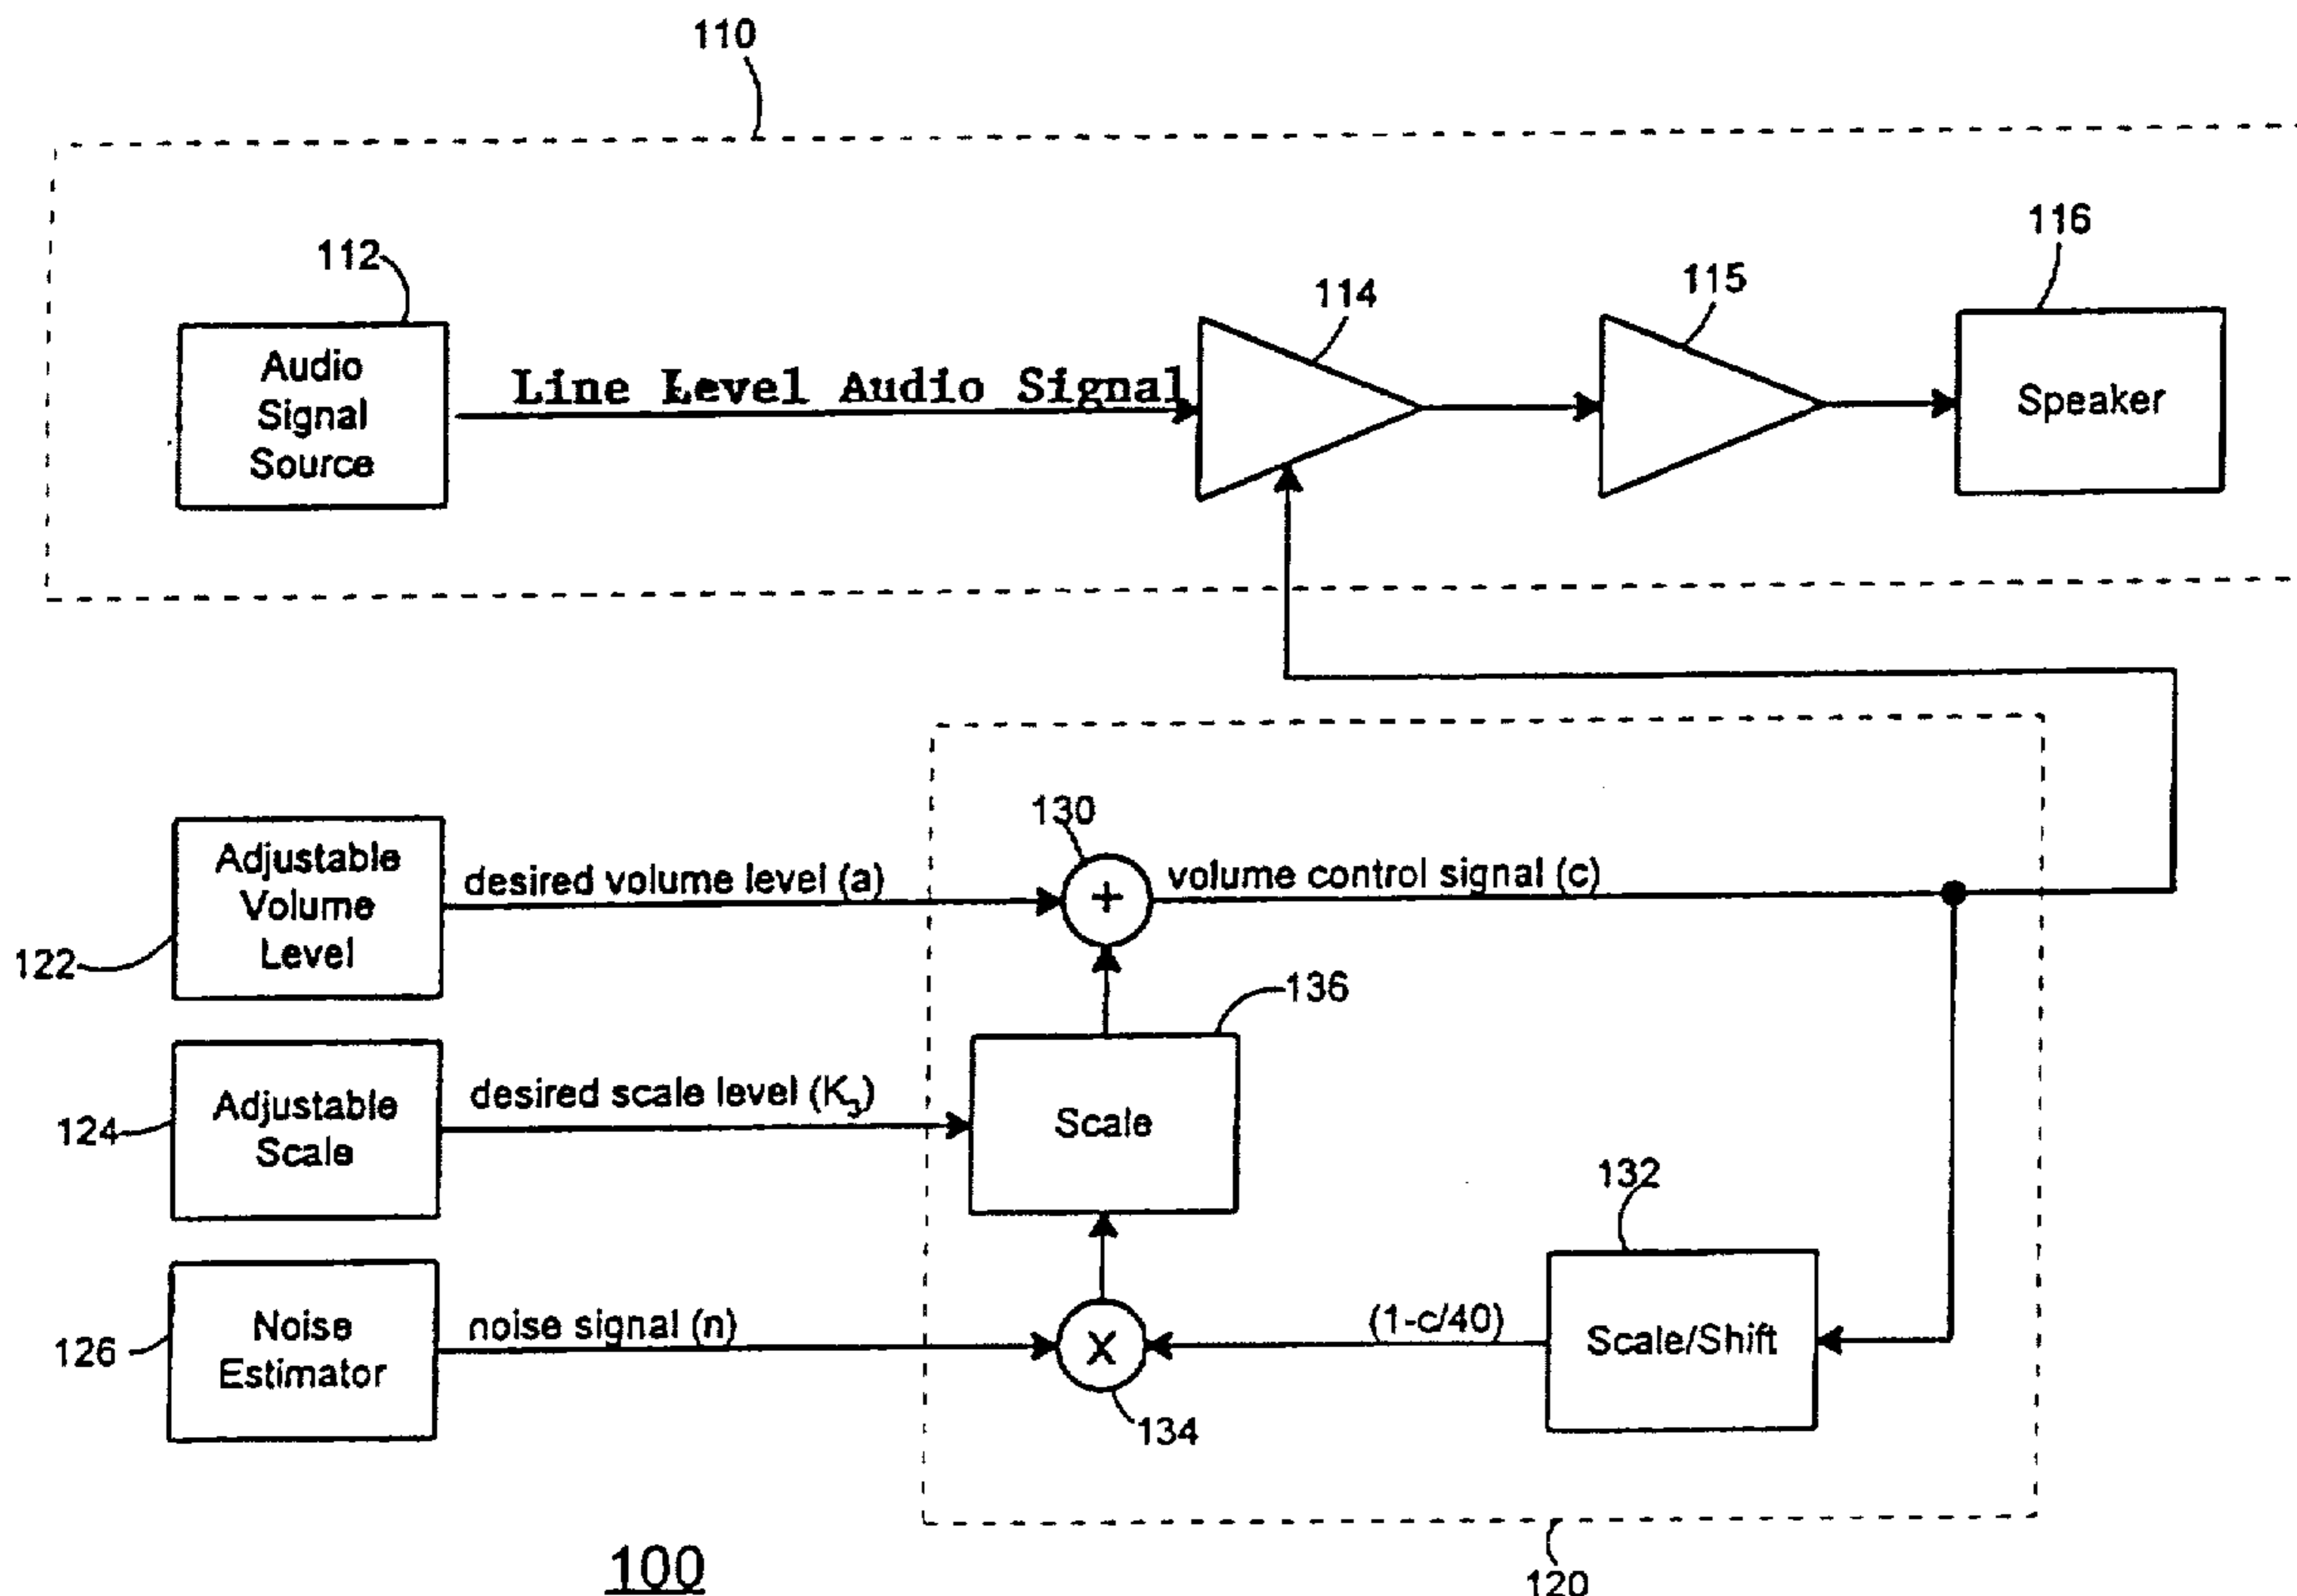 110
112
Audio
Signal
Source
Line Level Audio Signal
114
115
116
Speaker
122
Adjustable
Volume
Level
desired volume level (a)
130
+
volume control signal (c)
136
124
Adjustable
Scale
desired scale level (K3)
Scale
132
126
Noise
Estimator
noise signal (n)
X
134
(1-c/40)
Scale/Shift
100
120